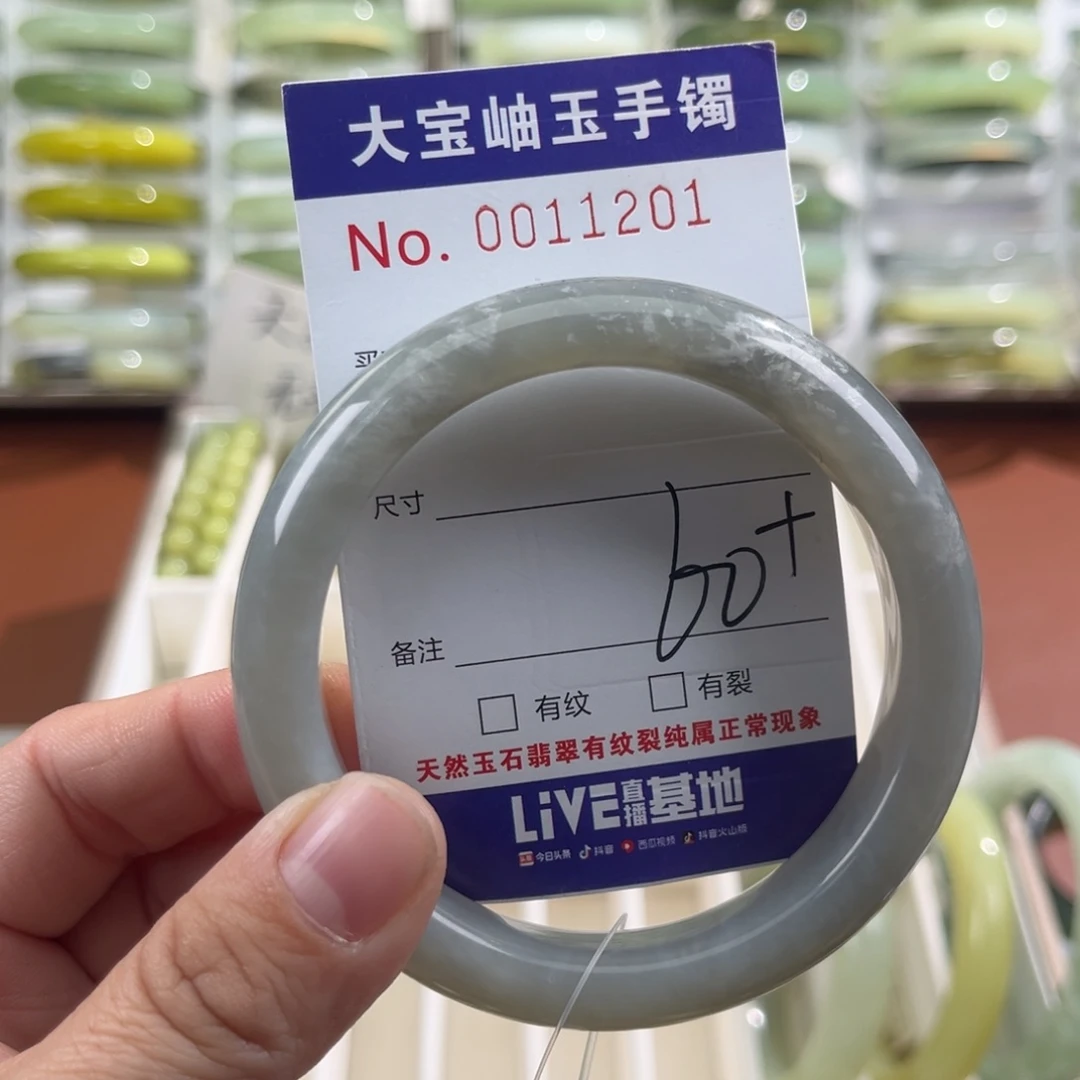 大宝岫玉手镯
No. 0011201
买
尺寸
60+
备注
有纹 有裂
天然玉石翡翠有纹裂纯属正常现象
LiVE直播基地
今日头条 抖音 西瓜视频 抖音火山版